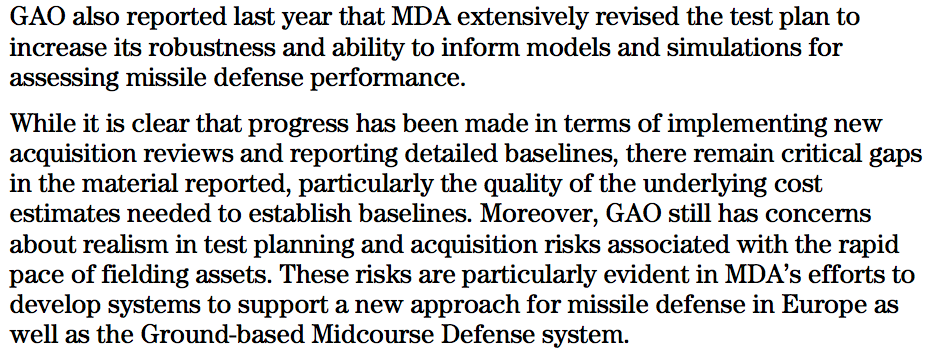 GAO also reported last year that MDA extensively revised the test plan to
increase its robustness and ability to inform models and simulations for
assessing missile defense performance.
While it is clear that progress has been made in terms of implementing new
acquisition reviews and reporting detailed baselines, there remain critical gaps
in the material reported, particularly the quality of the underlying cost
estimates needed to establish baselines. Moreover, GAO still has concerns
about realism in test planning and acquisition risks associated with the rapid
pace of fielding assets. These risks are particularly evident in MDA’s efforts to
develop systems to support a new approach for missile defense in Europe as
well as the Ground-based Midcourse Defense system.